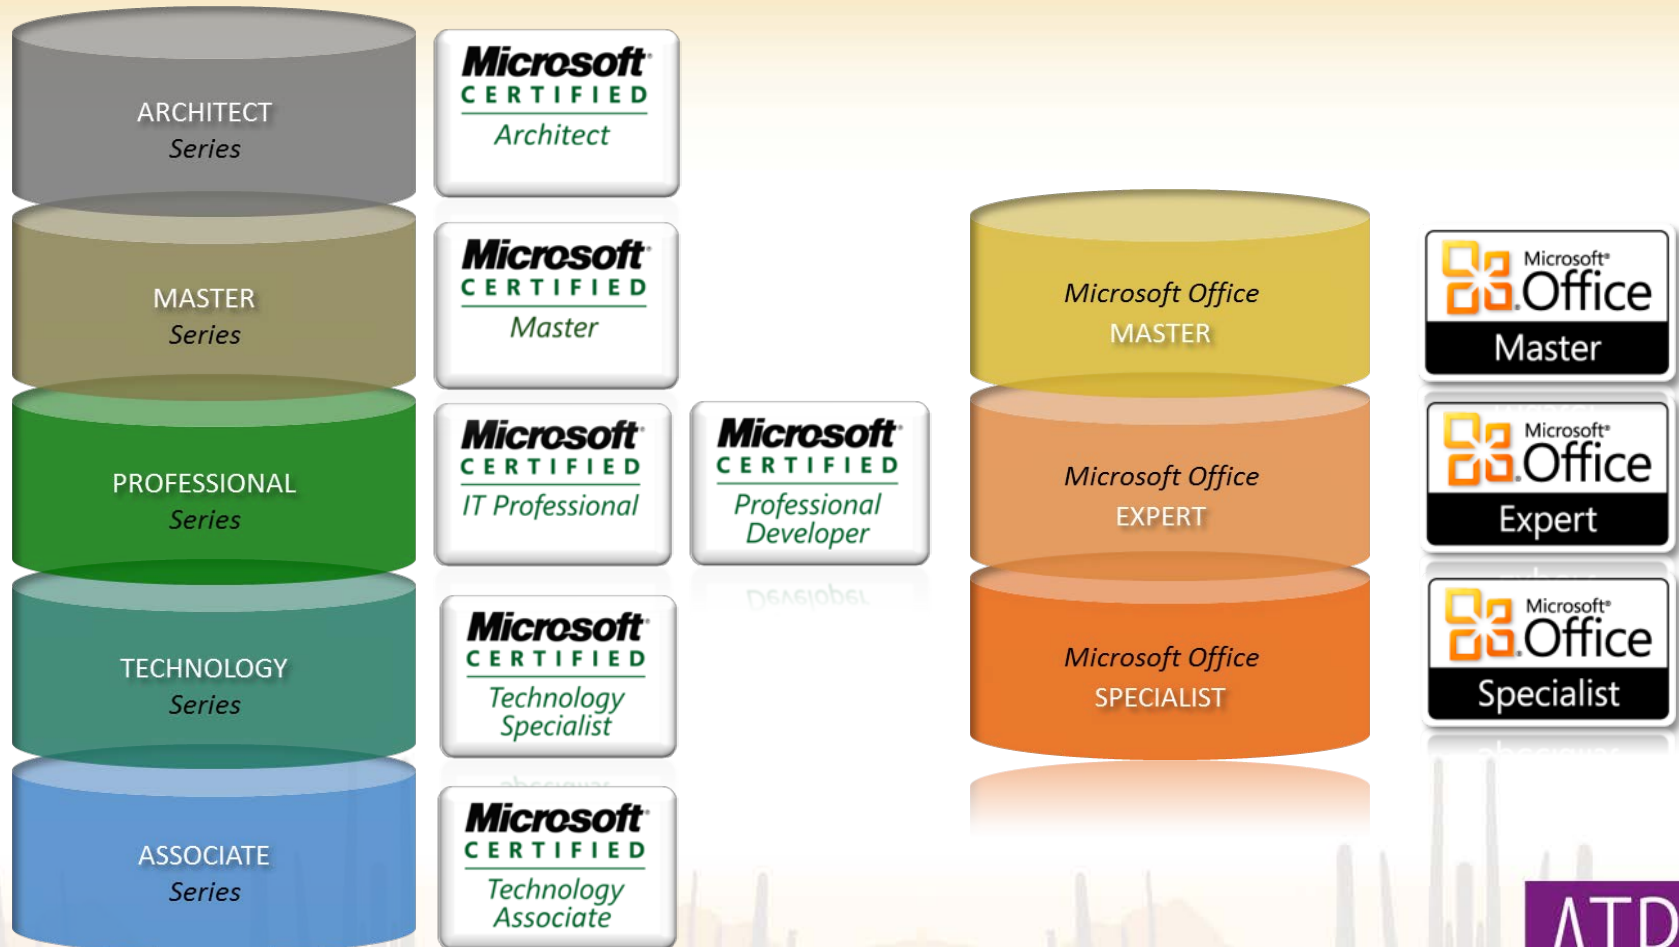 ARCHITECT
Series
Microsoft
CERTIFIED
Architect
MASTER
Series
Microsoft
CERTIFIED
Master
PROFESSIONAL
Series
Microsoft
CERTIFIED
IT Professional
Microsoft
CERTIFIED
Professional
Developer
TECHNOLOGY
Series
Microsoft
CERTIFIED
Technology
Specialist
ASSOCIATE
Series
Microsoft
CERTIFIED
Technology
Associate
Microsoft Office
MASTER
Microsoft®
Office
Master
Microsoft Office
EXPERT
Microsoft®
Office
Expert
Microsoft Office
SPECIALIST
Microsoft®
Office
Specialist
ATP